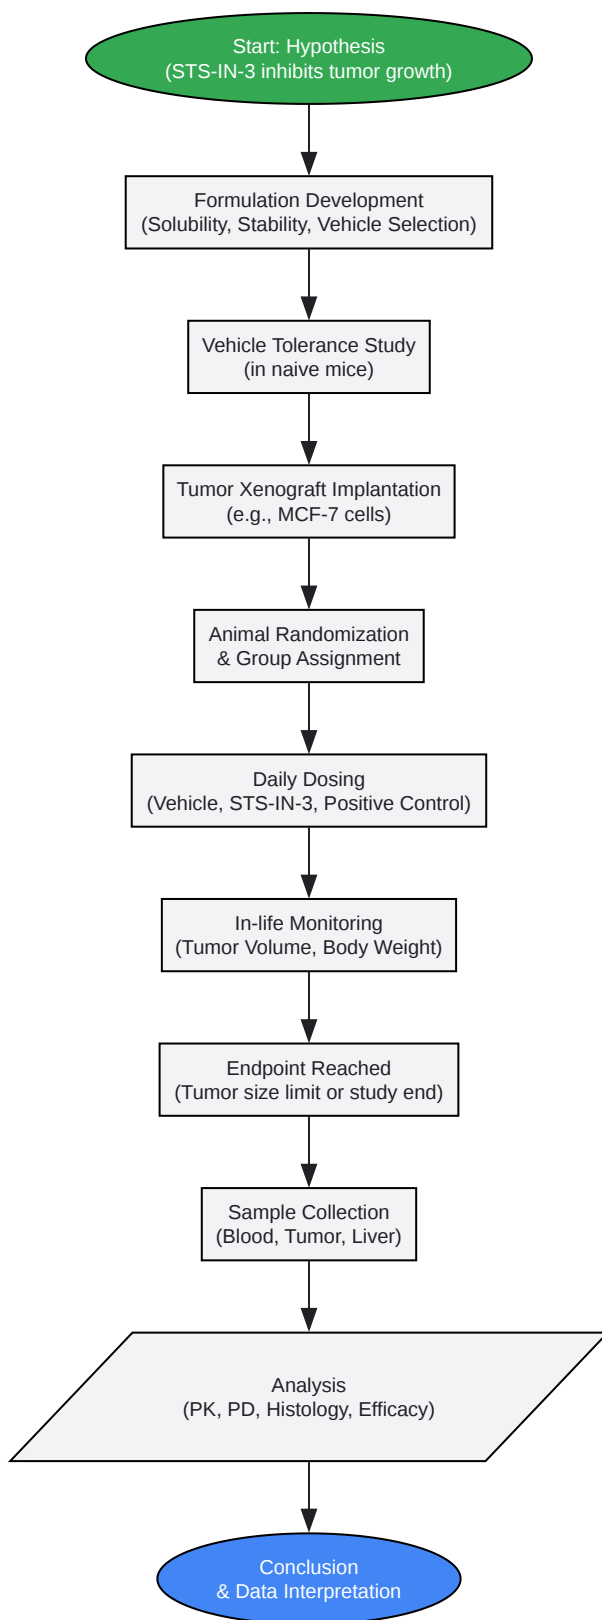 Start: Hypothesis
(STS-IN-3 inhibits tumor growth)
Formulation Development
(Solubility, Stability, Vehicle Selection)
Vehicle Tolerance Study
(in naive mice)
Tumor Xenograft Implantation
(e.g., MCF-7 cells)
Animal Randomization
& Group Assignment
Daily Dosing
(Vehicle, STS-IN-3, Positive Control)
In-life Monitoring
(Tumor Volume, Body Weight)
Endpoint Reached
(Tumor size limit or study end)
Sample Collection
(Blood, Tumor, Liver)
Analysis
(PK, PD, Histology, Efficacy)
Conclusion
& Data Interpretation